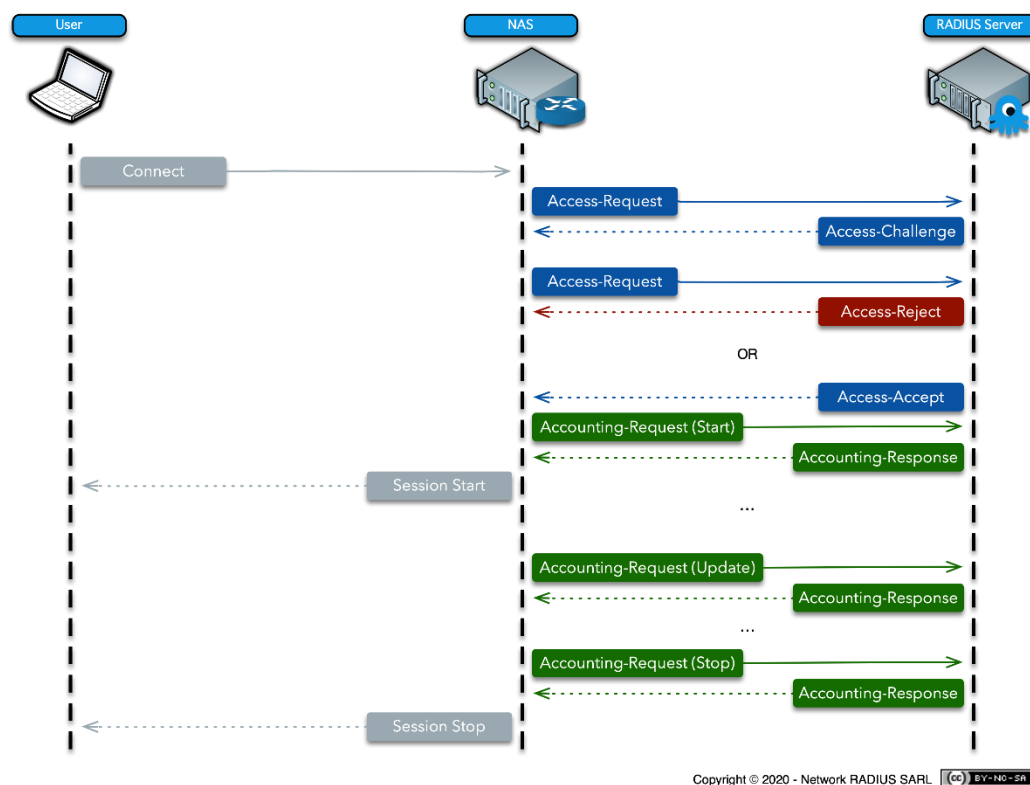 User
NAS
RADIUS Server
Connect
Access-Request
Access-Challenge
Access-Request
Access-Reject
OR
Access-Accept
Accounting-Request (Start)
Accounting-Response
Session Start
...
Accounting-Request (Update)
Accounting-Response
...
Accounting-Request (Stop)
Accounting-Response
Session Stop
Copyright © 2020 - Network RADIUS SARL (cc) BY-NC-SA